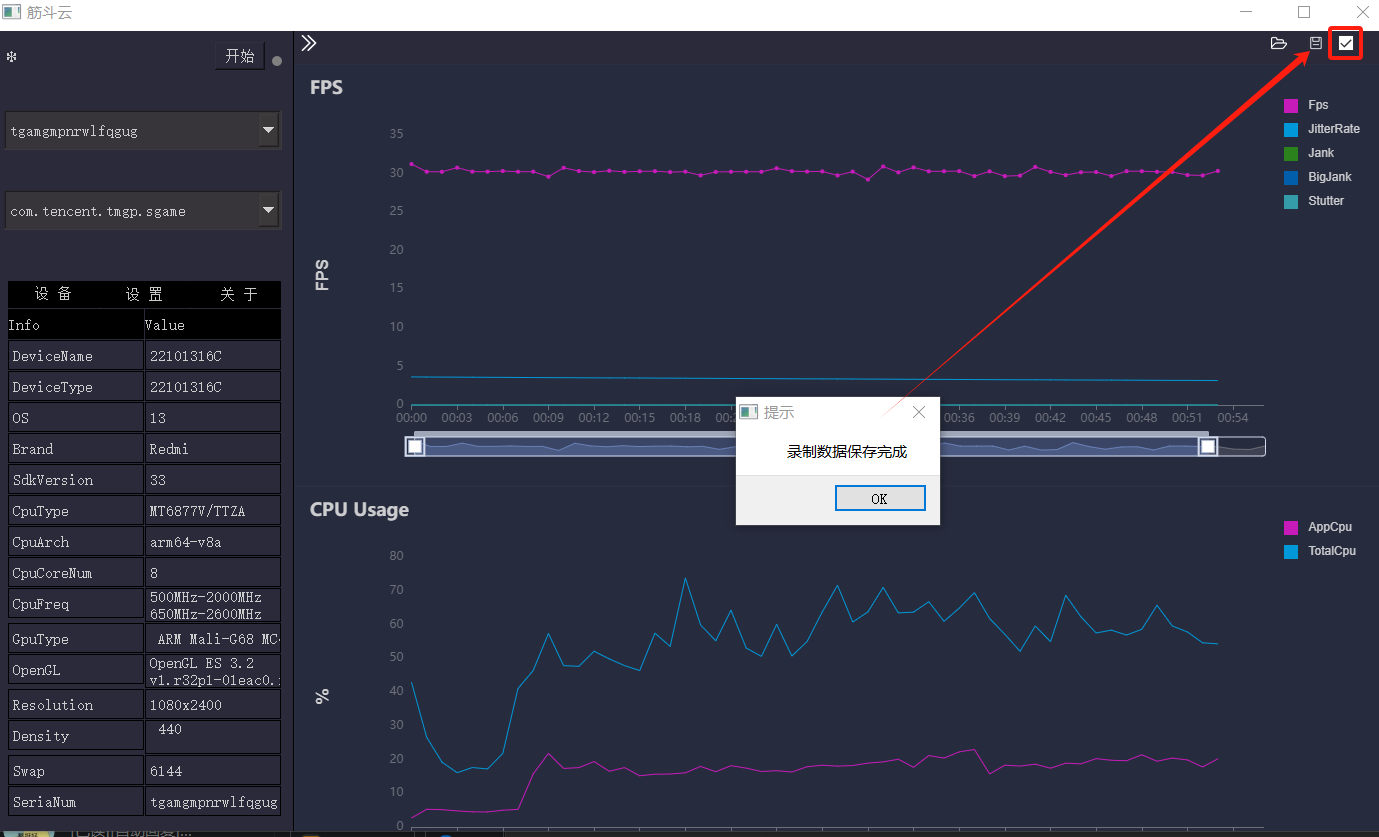 筋斗云
开始
tgamgmpnrwlfqgug
com.tencent.tmgp.sgame
设 备 设 置 关 于
Info Value
DeviceName 22101316C
DeviceType 22101316C
OS 13
Brand Redmi
SdkVersion 33
CpuType MT6877V/TTZA
CpuArch arm64-v8a
CpuCoreNum 8
CpuFreq 500MHz-2000MHz
650MHz-2600MHz
GpuType ARM Mali-G68 MC
OpenGL OpenGL ES 3.2
v1.r32p1-01eac0.
Resolution 1080x2400
Density 440
Swap 6144
SeriaNum tgamgmpnrwlfqgug
FPS
35
30
25
20
15
10
5
0
FPS
00:00 00:03 00:06 00:09 00:12 00:15 00:18 00:36 00:39 00:42 00:45 00:48 00:51 00:54
Fps
JitterRate
Jank
BigJank
Stutter
提示
录制数据保存完成
OK
CPU Usage
80
70
60
50
40
30
20
10
0
%
AppCpu
TotalCpu